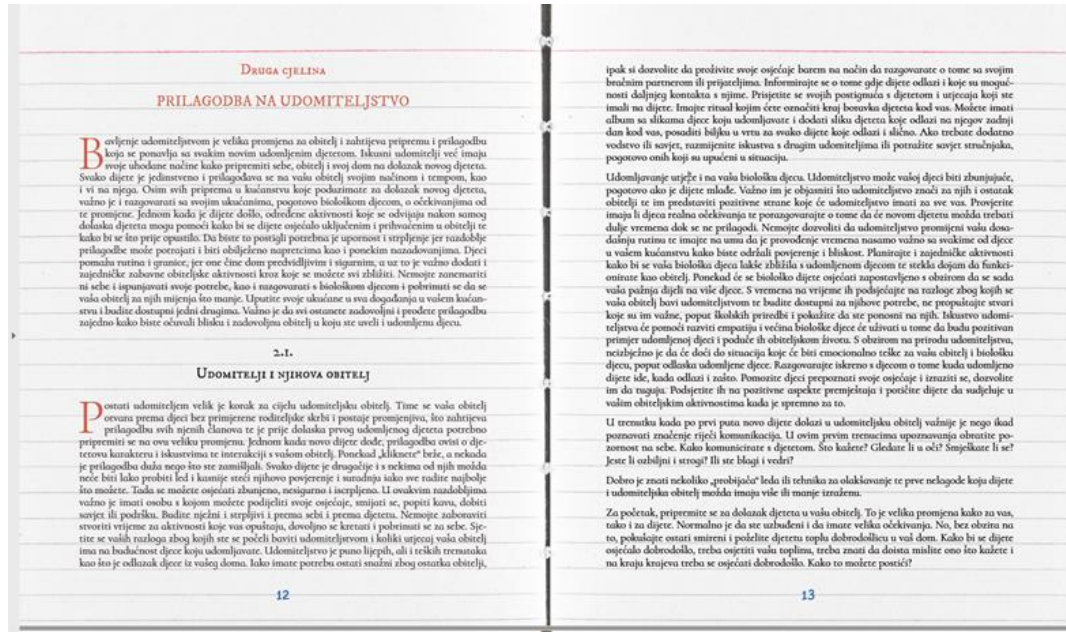 DRUGA CJELINA
PRILAGODBA NA UDOMITELJSTVO
Bavljenje udomiteljstvom je velika promjena za obitelj i zahtijeva pripremu i prilagodbu
koja se ponavlja sa svakim novim udomljenim djetetom. Iskusni udomitelji već imaju
svoje uhodane načine kako pripremiti sebe, obitelj i svoj dom na dolazak novog djeteta.
Svako dijete je jedinstveno i prilagođava se na vašu obitelj svojim načinom i tempom, kao
i vi na njega. Osim svih priprema u kućanstvu koje poduzimate za dolazak novog djeteta,
važno je i razgovarati sa svojim ukućanima, pogotovo biološkom djecom, o očekivanjima od
te promjene. Jednom kada je dijete došlo, određene aktivnosti koje se odvijaju nakon samog
dolaska djeteta mogu pomoći kako bi se dijete osjećalo uključenim i prihvaćenim u obitelji te
kako bi se što prije opustilo. Da biste to postigli potrebna je upornost i strpljenje jer razdoblje
prilagodbe može potrajati i biti obilježeno napretcima kao i ponekim nazadovanjima. Djeci
pomažu rutina i granice, jer one čine dom predvidljivim i sigurnim, a uz to je važno dodati i
zajedničke zabavne obiteljske aktivnosti kroz koje se možete svi zbližiti. Nemojte zanemariti
ni sebe i ispunjavati svoje potrebe, kao i razgovarati s biološkom djecom i pobrinuti se da se
vaša obitelj za njih mijenja što manje. Uputite svoje ukućane u sva događanja u vašem kućan-
stvu i budite dostupni jedni drugima. Važno je da svi ostanete zadovoljni i prođete prilagodbu
zajedno kako biste očuvali blisku i zadovoljnu obitelj u koju ste uveli i udomljenu djecu.
2.1.
UDOMITELJI I NJIHOVA OBITELJ
Postati udomiteljem velik je korak za cijelu udomiteljsku obitelj. Time se vaša obitelj
otvara prema djeci bez primjerene roditeljske skrbi i postaje promjenjiva, što zahtijeva
prilagodbu svih njenih članova te je prije dolaska prvog udomljenog djeteta potrebno
pripremiti se na ovu veliku promjenu. Jednom kada novo dijete dođe, prilagodba ovisi o dje-
tetovu karakteru i iskustvima te interakciji s vašom obitelj. Ponekad „kliknete“ brže, a nekada
je prilagodba duža nego što ste zamišljali. Svako dijete je drugačije i s nekima od njih možda
neće biti lako probiti led i kasnije steći njihovo povjerenje i suradnju iako sve radite najbolje
što možete. Tada se možete osjećati zbunjeno, nesigurno i iscrpljeno. U ovakvim razdobljima
važno je imati osobu s kojom možete podijeliti svoje osjećaje, smijati se, popiti kavu, dobiti
savjet ili podršku. Budite nježni i strpljivi i prema sebi i prema djetetu. Nemojte zaboraviti
stvoriti vrijeme za aktivnosti koje vas opuštaju, dovoljno se kretati i pobrinuti se za sebe. Sje-
tite se vaših razloga zbog kojih ste se počeli baviti udomiteljstvom i koliki utjecaj vaša obitelj
ima na budućnost djece koju udomljavate. Udomiteljstvo je puno lijepih, ali i teških trenutaka
kao što je odlazak djece iz vašeg doma. Iako imate potrebu ostati snažni zbog ostatka obitelji,
12
ipak si dozvolite da proživite svoje osjećaje barem na način da razgovarate o tome sa svojim
bračnim partnerom ili prijateljima. Informirajte se o tome gdje dijete odlazi i koje su moguć-
nosti daljnjeg kontakta s njime. Prisjetite se svojih postignuća s djetetom i utjecaja koji ste
imali na dijete. Imajte ritual kojim ćete označiti kraj boravka djeteta kod vas. Možete imati
album sa slikama djece koju udomljavate i dodati sliku djeteta koje odlazi na njegov zadnji
dan kod vas, posaditi biljku u vrtu za svako dijete koje odlazi i slično. Ako trebate dodatno
vodstvo ili savjet, razmijenite iskustva s drugim udomiteljima ili potražite savjet stručnjaka,
pogotovo onih koji su upućeni u situaciju.
Udomljavanje utječe i na vašu biološku djecu. Udomiteljstvo može vašoj djeci biti zbunjujuće,
pogotovo ako je dijete mlađe. Važno im je objasniti što udomiteljstvo znači za njih i ostatak
obitelji te im predstaviti pozitivne strane koje će udomiteljstvo imati za sve vas. Provjerite
imaju li djeca realna očekivanja te porazgovarajte o tome da će novom djetetu možda trebati
dulje vremena dok se ne prilagodi. Nemojte dozvoliti da udomiteljstvo promijeni vašu dosa-
dašnju rutinu te imajte na umu da je provođenje vremena nasamo važno sa svakime od djece
u vašem kućanstvu kako biste održali povjerenje i bliskost. Planirajte i zajedničke aktivnosti
kako bi se vaša biološka djeca lakše zbližila s udomljenom djecom te stekla dojam da funkci-
onirate kao obitelj. Ponekad će se biološko dijete osjećati zapostavljeno s obzirom da se sada
vaša pažnja dijeli na više djece. S vremena na vrijeme ih podsjećajte na razloge zbog kojih se
vaša obitelj bavi udomiteljstvom te budite dostupni za njihove potrebe, ne propuštajte stvari
koje su im važne, poput školskih priredbi i pokažite da ste ponosni na njih. Iskustvo udomi-
teljstva će pomoći razviti empatiju i većina biološke djece će uživati u tome da budu pozitivan
primjer udomljenoj djeci i poduče ih obiteljskom životu. S obzirom na prirodu udomiteljstva,
neizbježno je da će doći do situacija koje će biti emocionalno teške za vašu obitelj i biološku
djecu, poput odlaska udomljene djece. Razgovarajte iskreno s djecom o tome kuda udomljeno
dijete ide, kada odlazi i zašto. Pomozite djeci prepoznati svoje osjećaje i izraziti se, dozvolite
im da tuguju. Podsjetite ih na pozitivne aspekte premještaja i potičite dijete da sudjeluje u
vašim obiteljskim aktivnostima kada je spremno za to.
U trenutku kada po prvi puta novo dijete dolazi u udomiteljsku obitelj važnije je nego ikad
poznavati značenje riječi komunikacija. U ovim prvim trenucima upoznavanja obratite po-
zornost na sebe. Kako komunicirate s djetetom. Što kažete? Gledate li u oči? Smješkate li se?
Jeste li ozbiljni i strogi? Ili ste blagi i vedri?
Dobro je znati nekoliko „probijača“ leda ili tehnika za olakšavanje te prve nelagode koju dijete
i udomiteljska obitelj možda imaju više ili manje izraženu.
Za početak, pripremite se za dolazak djeteta u vašu obitelj. To je velika promjena kako za vas,
tako i za dijete. Normalno je da ste uzbuđeni i da imate velika očekivanja. No, bez obzira na
to, pokušajte ostati smireni i poželite djetetu toplu dobrodošlicu u vaš dom. Kako bi se dijete
osjećalo dobrodošlo, treba osjetiti vašu toplinu, treba znati da doista mislite ono što kažete i
na kraju krajeva treba se osjećati dobrodošlo. Kako to možete postići?
13